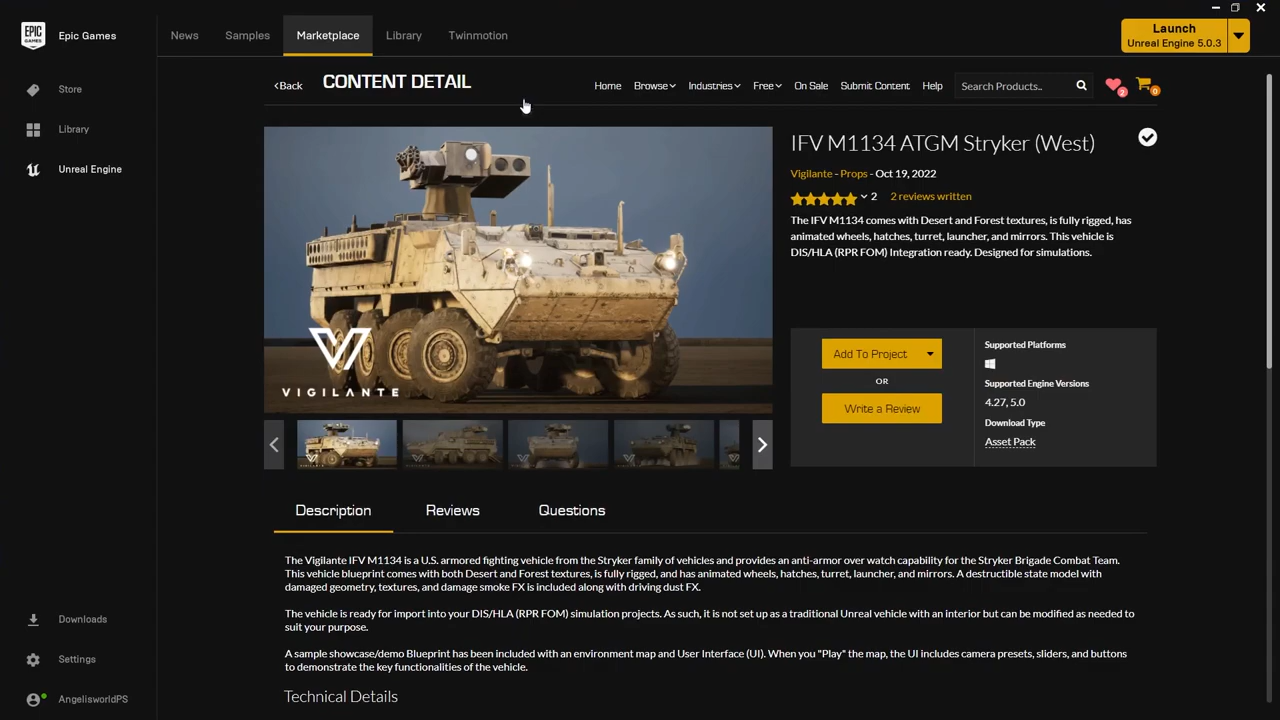 EPIC
GAMES
Epic Games
News
Samples
Marketplace
Library
Twinmotion
Launch
Unreal Engine 5.0.3
Store
Library
Unreal Engine
Downloads
Settings
AngelisworldPS
Back
CONTENT DETAIL
Home
Browse
Industries
Free
On Sale
Submit Content
Help
Search Products..
2
0
VIGILANTE
IFV M1134 ATGM Stryker (West)
Vigilante - Props - Oct 19, 2022
2
2 reviews written
The IFV M1134 comes with Desert and Forest textures, is fully rigged, has
animated wheels, hatches, turret, launcher, and mirrors. This vehicle is
DIS/HLA (RPR FOM) Integration ready. Designed for simulations.
Add To Project
OR
Write a Review
Supported Platforms
Supported Engine Versions
4.27, 5.0
Download Type
Asset Pack
Description
Reviews
Questions
The Vigilante IFV M1134 is a U.S. armored fighting vehicle from the Stryker family of vehicles and provides an anti-armor over watch capability for the Stryker Brigade Combat Team.
This vehicle blueprint comes with both Desert and Forest textures, is fully rigged, and has animated wheels, hatches, turret, launcher, and mirrors. A destructible state model with
damaged geometry, textures, and damage smoke FX is included along with driving dust FX.
The vehicle is ready for import into your DIS/HLA (RPR FOM) simulation projects. As such, it is not set up as a traditional Unreal vehicle with an interior but can be modified as needed to
suit your purpose.
A sample showcase/demo Blueprint has been included with an environment map and User Interface (UI). When you "Play" the map, the UI includes camera presets, sliders, and buttons
to demonstrate the key functionalities of the vehicle.
Technical Details